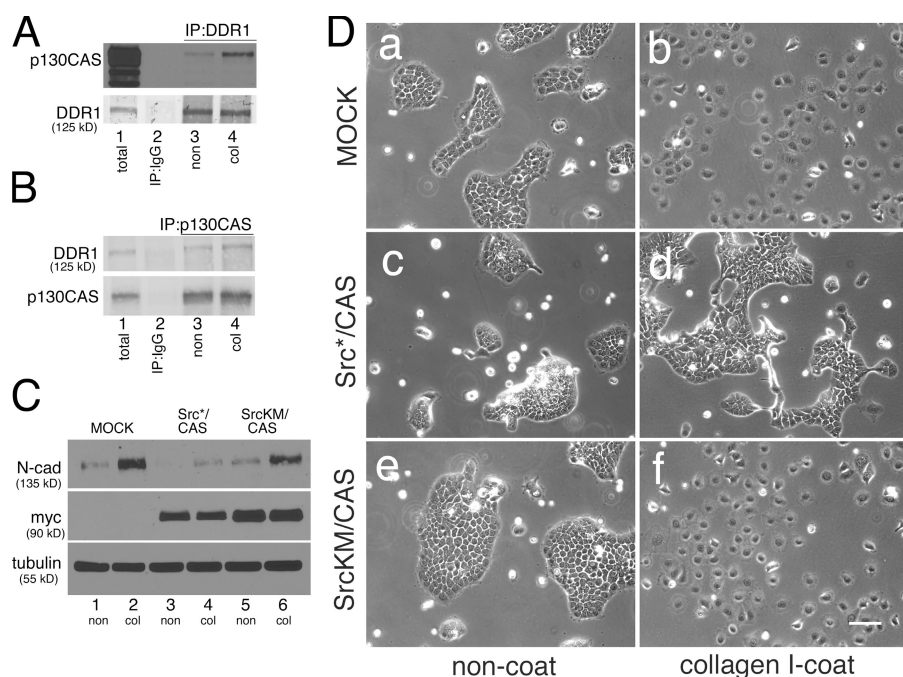 A
IP:DDR1
p130CAS
DDR1
(125 kD)
1 2 3 4
total IP:IgG non col
B
IP:p130CAS
DDR1
(125 kD)
p130CAS
1 2 3 4
total IP:IgG non col
C
MOCK Src*/CAS SrcKM/CAS
N-cad
(135 kD)
myc
(90 kD)
tubulin
(55 kD)
1 2 3 4 5 6
non col non col non col
D
a b
MOCK
c d
Src*/CAS
e f
SrcKM/CAS
non-coat collagen I-coat